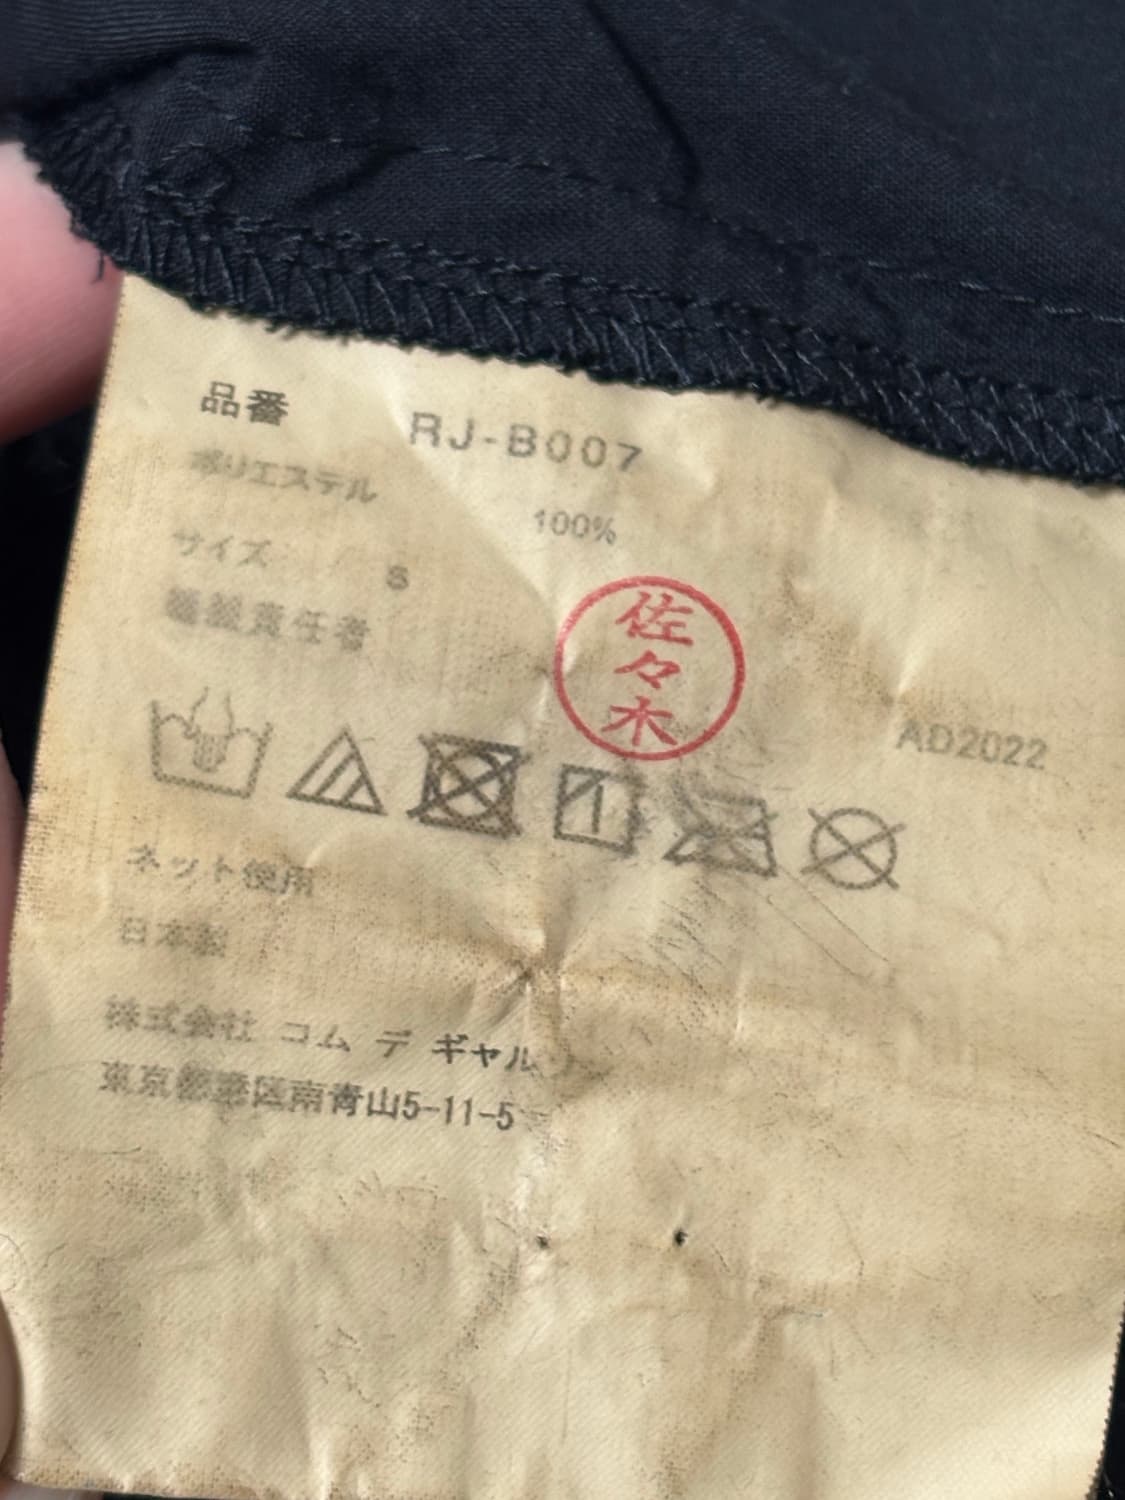 品番 RJ-B007
ポリエステル 100%
サイズ S
縫製責任者
佐々木
AD2022
ネット使用
日本製
株式会社 コム デ ギャルソン
東京都港区南青山5-11-5